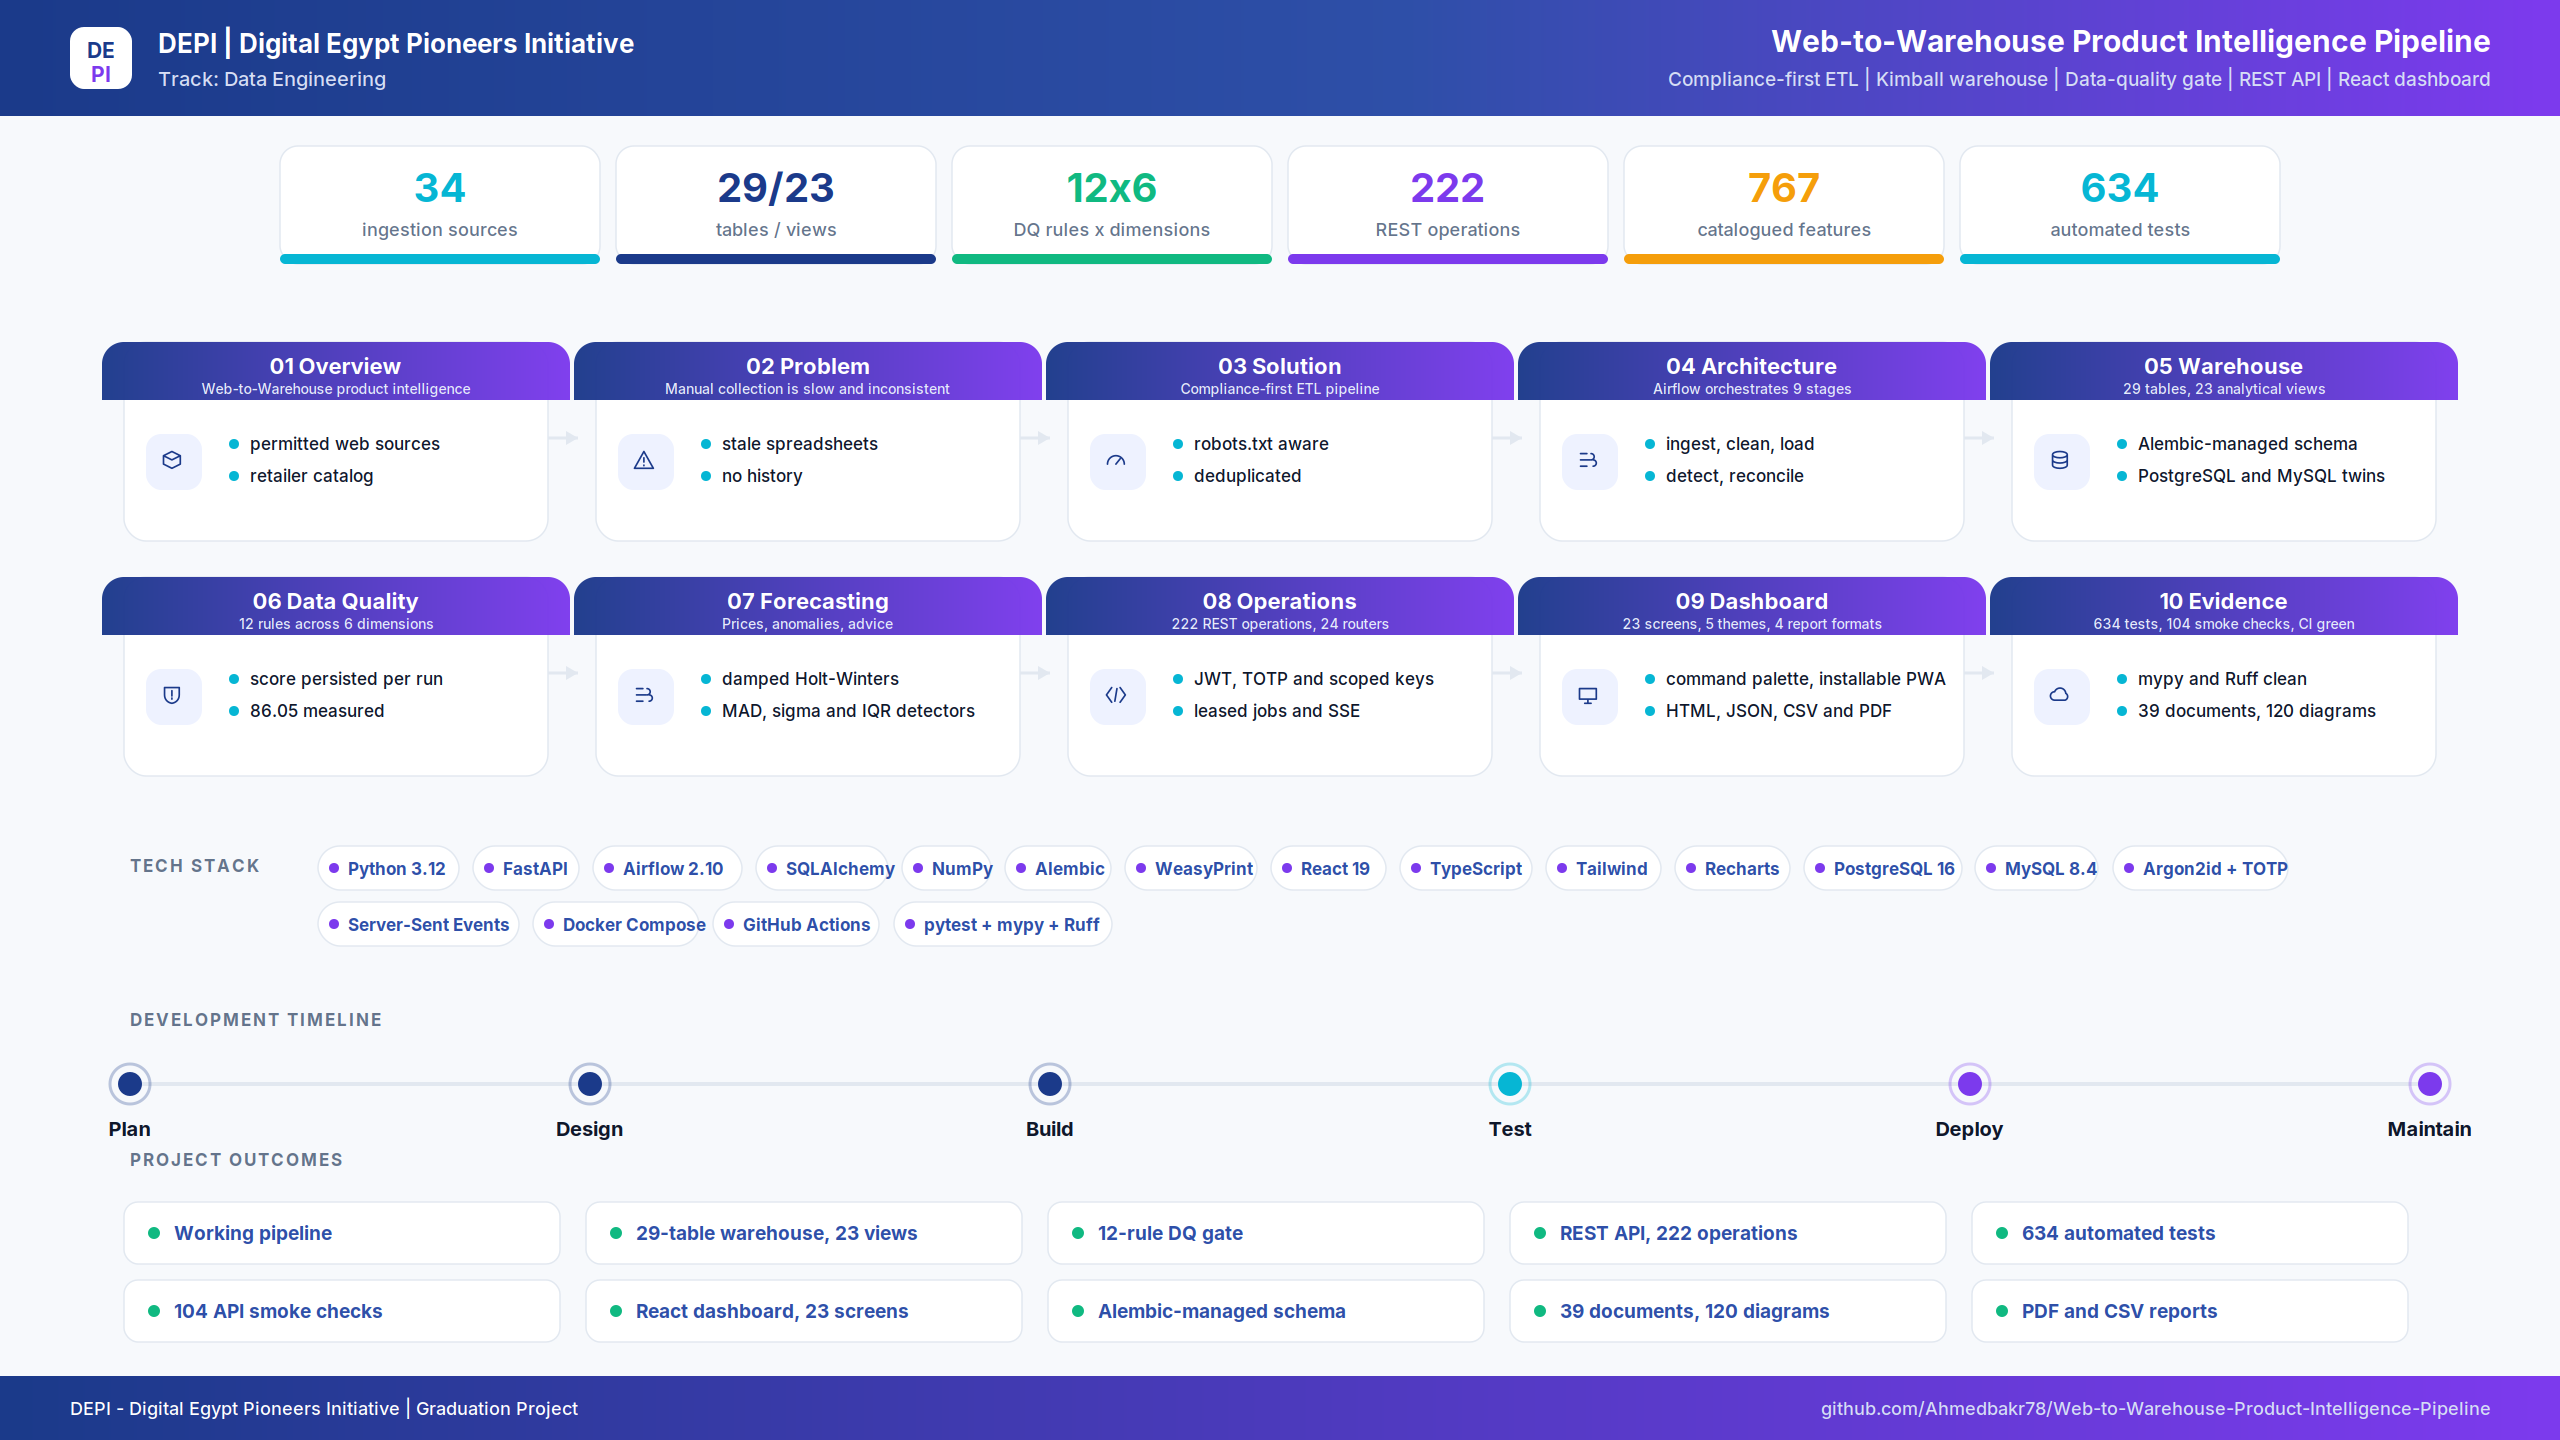 DE
PI
DEPI | Digital Egypt Pioneers Initiative
Track: Data Engineering
Web-to-Warehouse Product Intelligence Pipeline
Compliance-first ETL | Kimball warehouse | Data-quality gate | REST API | React dashboard
34
ingestion sources
29/23
tables / views
12x6
DQ rules x dimensions
222
REST operations
767
catalogued features
634
automated tests
01 Overview
Web-to-Warehouse product intelligence
permitted web sources
retailer catalog
02 Problem
Manual collection is slow and inconsistent
stale spreadsheets
no history
03 Solution
Compliance-first ETL pipeline
robots.txt aware
deduplicated
04 Architecture
Airflow orchestrates 9 stages
ingest, clean, load
detect, reconcile
05 Warehouse
29 tables, 23 analytical views
Alembic-managed schema
PostgreSQL and MySQL twins
06 Data Quality
12 rules across 6 dimensions
score persisted per run
86.05 measured
07 Forecasting
Prices, anomalies, advice
damped Holt-Winters
MAD, sigma and IQR detectors
08 Operations
222 REST operations, 24 routers
JWT, TOTP and scoped keys
leased jobs and SSE
09 Dashboard
23 screens, 5 themes, 4 report formats
command palette, installable PWA
HTML, JSON, CSV and PDF
10 Evidence
634 tests, 104 smoke checks, CI green
mypy and Ruff clean
39 documents, 120 diagrams
TECH STACK
Python 3.12
FastAPI
Airflow 2.10
SQLAlchemy
NumPy
Alembic
WeasyPrint
React 19
TypeScript
Tailwind
Recharts
PostgreSQL 16
MySQL 8.4
Argon2id + TOTP
Server-Sent Events
Docker Compose
GitHub Actions
pytest + mypy + Ruff
DEVELOPMENT TIMELINE
Plan
Design
Build
Test
Deploy
Maintain
PROJECT OUTCOMES
Working pipeline
29-table warehouse, 23 views
12-rule DQ gate
REST API, 222 operations
634 automated tests
104 API smoke checks
React dashboard, 23 screens
Alembic-managed schema
39 documents, 120 diagrams
PDF and CSV reports
DEPI - Digital Egypt Pioneers Initiative | Graduation Project
github.com/Ahmedbakr78/Web-to-Warehouse-Product-Intelligence-Pipeline